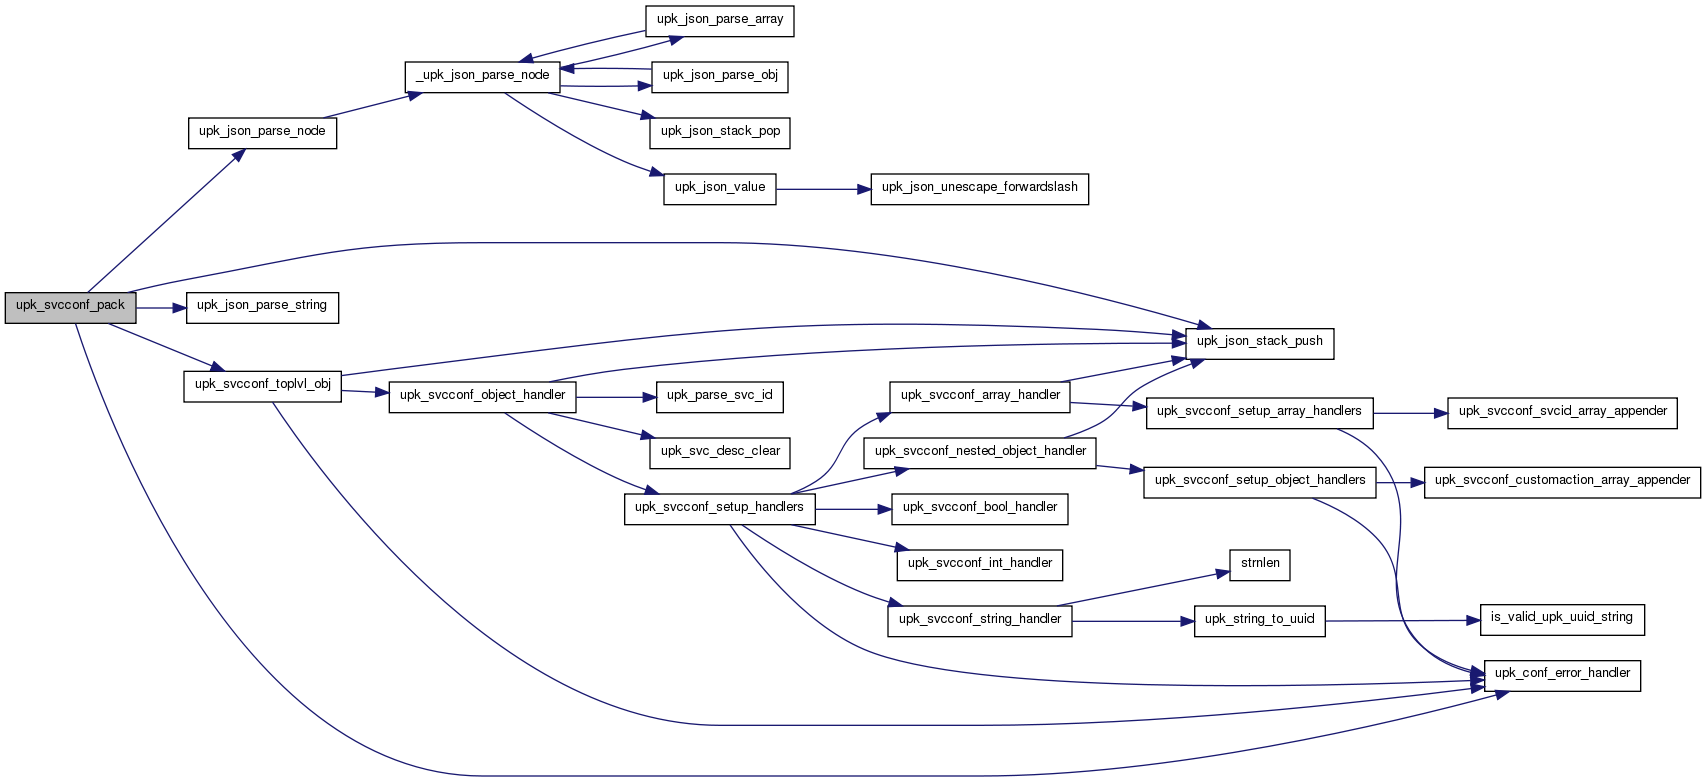 upk_json_parse_array
_upk_json_parse_node
upk_json_parse_obj
upk_json_parse_node
upk_json_stack_pop
upk_json_value
upk_json_unescape_forwardslash
upk_svcconf_pack
upk_json_parse_string
upk_json_stack_push
upk_svcconf_toplvl_obj
upk_svcconf_object_handler
upk_parse_svc_id
upk_svcconf_array_handler
upk_svcconf_setup_array_handlers
upk_svcconf_svcid_array_appender
upk_svc_desc_clear
upk_svcconf_nested_object_handler
upk_svcconf_setup_object_handlers
upk_svcconf_customaction_array_appender
upk_svcconf_setup_handlers
upk_svcconf_bool_handler
upk_svcconf_int_handler
strnlen
upk_svcconf_string_handler
upk_string_to_uuid
is_valid_upk_uuid_string
upk_conf_error_handler